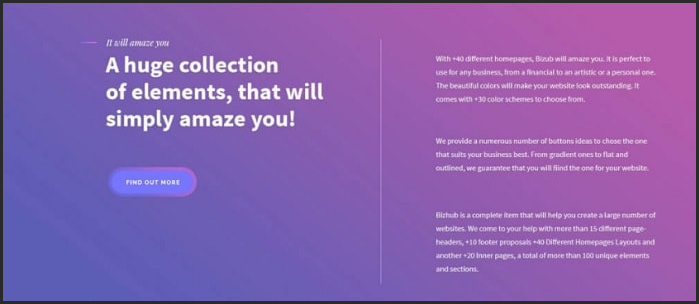 It will amaze you
A huge collection
of elements, that will
simply amaze you!
FIND OUT MORE
With +40 different homepages, Bizub will amaze you. It is perfect to
use for any business, from a financial to an artistic or a personal one.
The beautiful colors will make your website look outstanding. It
comes with +30 color schemes to choose from.
We provide a numerous number of buttons ideas to chose the one
that suits your business best. From gradient ones to flat and
outlined, we guarantee that you will fiind the one for your website.
Bizhub is a complete item that will help you create a large number of
websites. We come to your help with more than 15 different page-
headers, +10 footer proposals +40 Different Homepages Layouts and
another +20 Inner pages, a total of more than 100 unique elements
and sections.